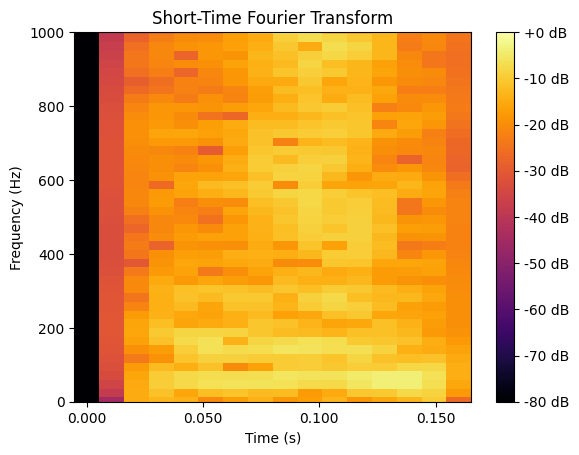 Short-Time Fourier Transform
1000
800
600
400
200
0
Frequency (Hz)
0.000
0.050
0.100
0.150
Time (s)
+0 dB
-10 dB
-20 dB
-30 dB
-40 dB
-50 dB
-60 dB
-70 dB
-80 dB